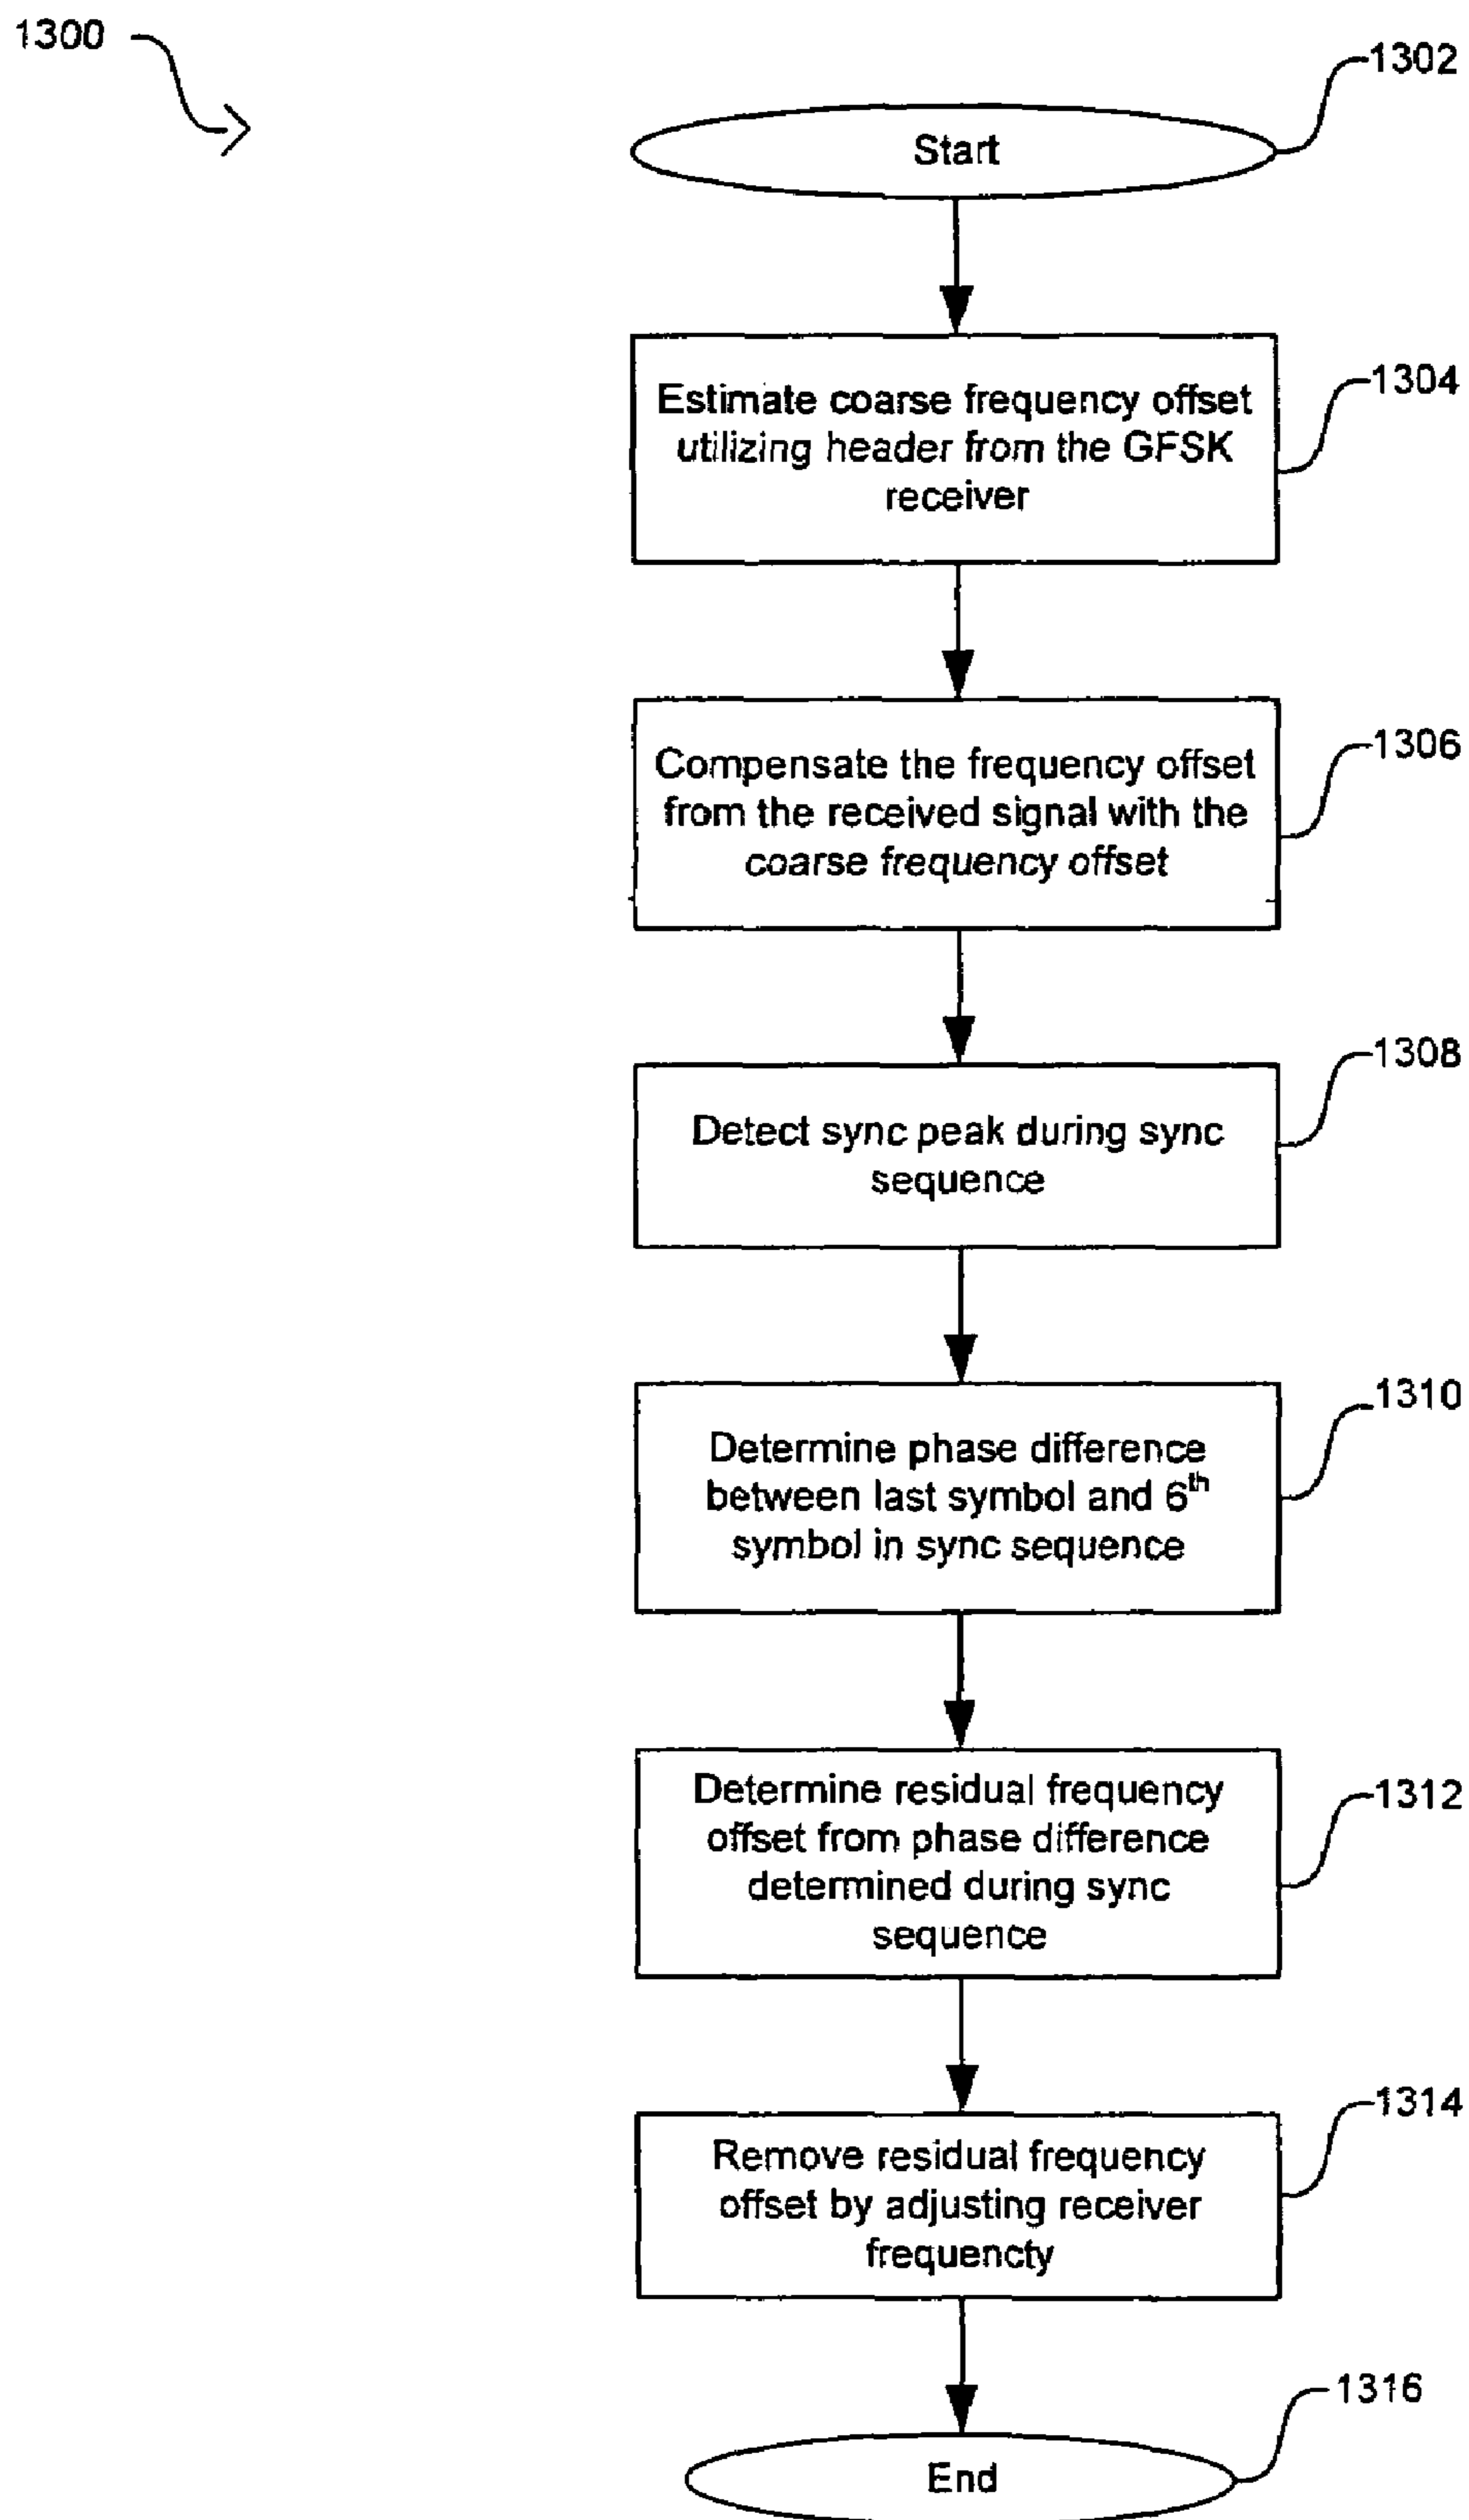 1300
1302
Start
1304
Estimate coarse frequency offset
utilizing header from the GFSK
receiver
1306
Compensate the frequency offset
from the received signal with the
coarse frequency offset
1308
Detect sync peak during sync
sequence
1310
Determine phase difference
between last symbol and 6th
symbol in sync sequence
1312
Determine residual frequency
offset from phase difference
determined during sync
sequence
1314
Remove residual frequency
offset by adjusting receiver
frequencty
1316
End